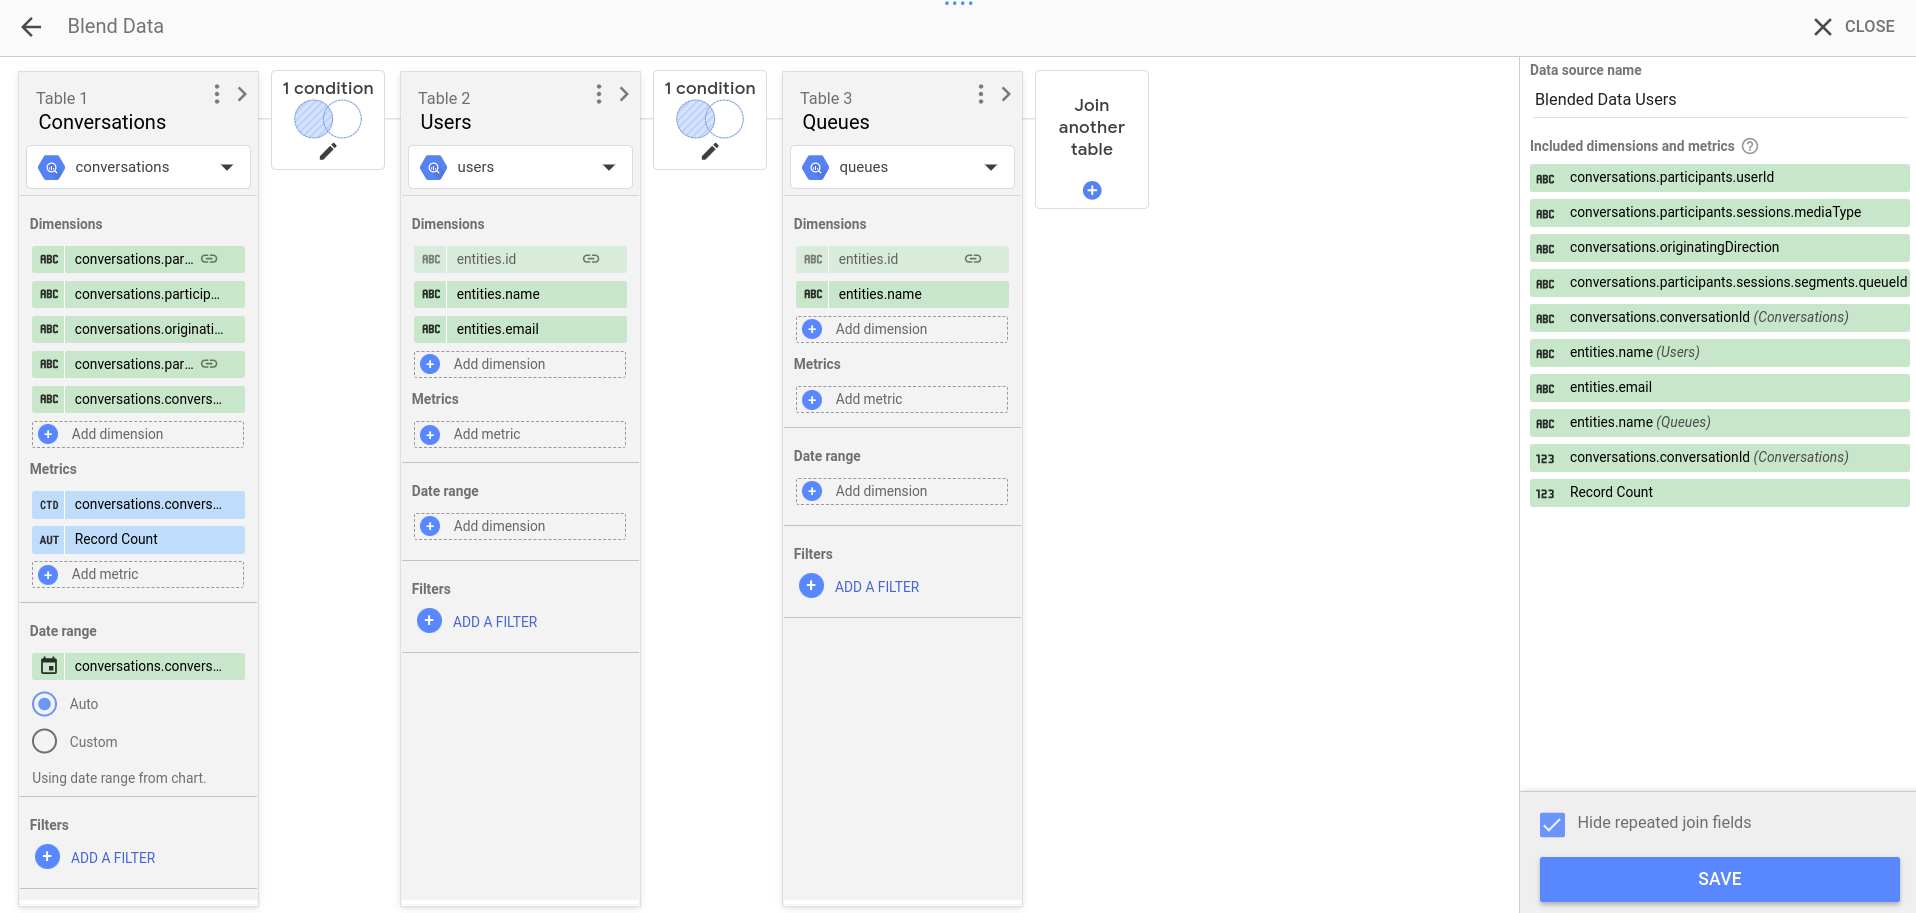 Blend Data
CLOSE
Table 1
Conversations
conversations
Dimensions
ABC conversations.par...
ABC conversations.particip...
ABC conversations.originati...
ABC conversations.par...
ABC conversations.convers...
Add dimension
Metrics
CTD conversations.convers...
AUT Record Count
Add metric
Date range
conversations.convers...
Auto
Custom
Using date range from chart.
Filters
ADD A FILTER
1 condition
Table 2
Users
users
Dimensions
ABC entities.id
ABC entities.name
ABC entities.email
Add dimension
Metrics
Add metric
Date range
Add dimension
Filters
ADD A FILTER
1 condition
Table 3
Queues
queues
Dimensions
ABC entities.id
ABC entities.name
Add dimension
Metrics
Add metric
Date range
Add dimension
Filters
ADD A FILTER
Join
another
table
Data source name
Blended Data Users
Included dimensions and metrics
ABC conversations.participants.userId
ABC conversations.participants.sessions.mediaType
ABC conversations.originatingDirection
ABC conversations.participants.sessions.segments.queueId
ABC conversations.conversationId (Conversations)
ABC entities.name (Users)
ABC entities.email
ABC entities.name (Queues)
123 conversations.conversationId (Conversations)
123 Record Count
Hide repeated join fields
SAVE